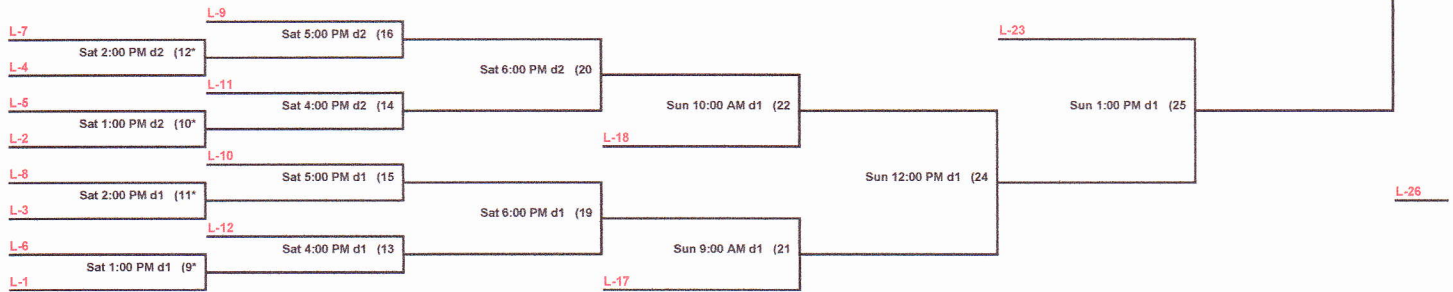 L-9
L-7
Sat 5:00 PM d2 (16
L-23
Sat 2:00 PM d2 (12*
L-4
Sat 6:00 PM d2 (20
L-11
L-5
Sat 4:00 PM d2 (14
Sun 10:00 AM d1 (22
Sun 1:00 PM d1 (25
Sat 1:00 PM d2 (10*
L-2
L-18
L-10
L-8
Sat 5:00 PM d1 (15
Sun 12:00 PM d1 (24
Sat 2:00 PM d1 (11*
L-26
L-3
Sat 6:00 PM d1 (19
L-12
L-6
Sat 4:00 PM d1 (13
Sun 9:00 AM d1 (21
Sat 1:00 PM d1 (9*
L-1
L-17